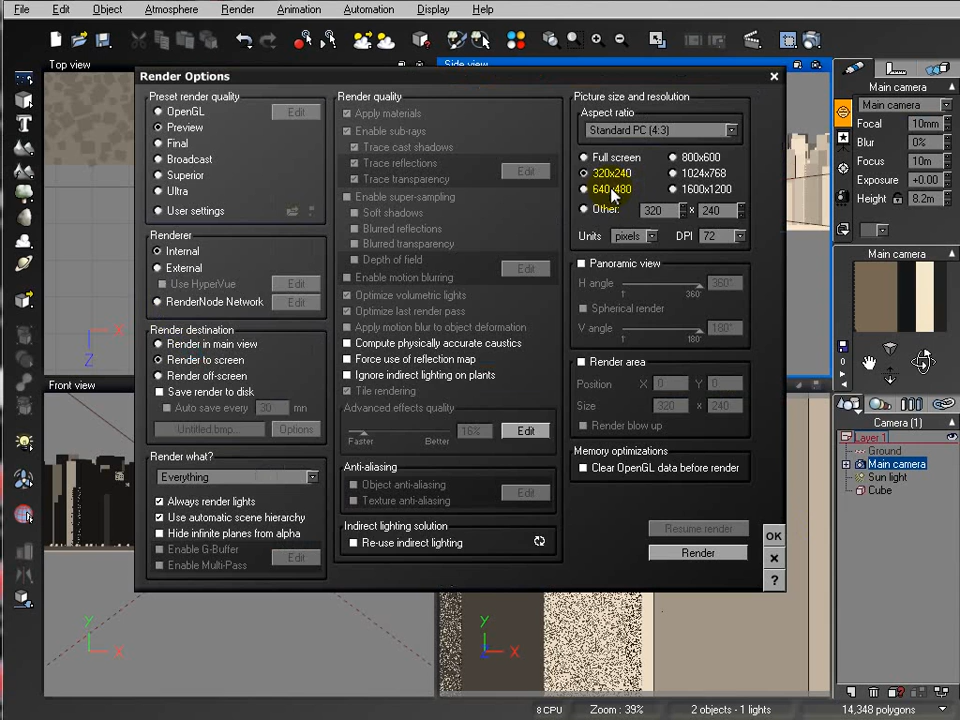 File Edit Object Atmosphere Render Animation Automation Display Help
Top view
Side view
Render Options
Main camera
Preset render quality
OpenGL
Edit
Preview
Final
Broadcast
Superior
Ultra
User settings
Renderer
Internal
External
Use HyperVue
Edit
RenderNode Network
Edit
Render destination
Render in main view
Render to screen
Render off-screen
Save render to disk
Auto save every 30 mn
Untitled.bmp... Options
Render what?
Everything
Always render lights
Use automatic scene hierarchy
Hide infinite planes from alpha
Enable G-Buffer
Enable Multi-Pass
Edit
Render quality
Apply materials
Enable sub-rays
Trace cast shadows
Trace reflections
Trace transparency
Edit
Enable super-sampling
Soft shadows
Blurred reflections
Blurred transparency
Depth of field
Enable motion blurring
Edit
Optimize volumetric lights
Optimize last render pass
Apply motion blur to object deformation
Compute physically accurate caustics
Force use of reflection map
Ignore indirect lighting on plants
Tile rendering
Advanced effects quality
Faster Better 16% Edit
Anti-aliasing
Object anti-aliasing
Texture anti-aliasing
Edit
Indirect lighting solution
Re-use indirect lighting
Picture size and resolution
Aspect ratio
Standard PC (4:3)
Full screen 800x600
320x240 1024x768
640x480 1600x1200
Other: 320 x 240
Units pixels DPI 72
Panoramic view
H angle 360°
Spherical render
V angle 180°
Render area
Position X 0 Y 0
Size 320 x 240
Render blow up
Memory optimizations
Clear OpenGL data before render
Resume render
Render
OK
?
Main camera
Focal 10mm
Blur 0%
Focus 10m
Exposure +0.00
Height 8.2m
Main camera
Camera (1)
Layer 1
Ground
Main camera
Sun light
Cube
Front view
X
Z
Y
X
Y
X
Z
8 CPU Zoom : 39% 2 objects - 1 lights 14,348 polygons